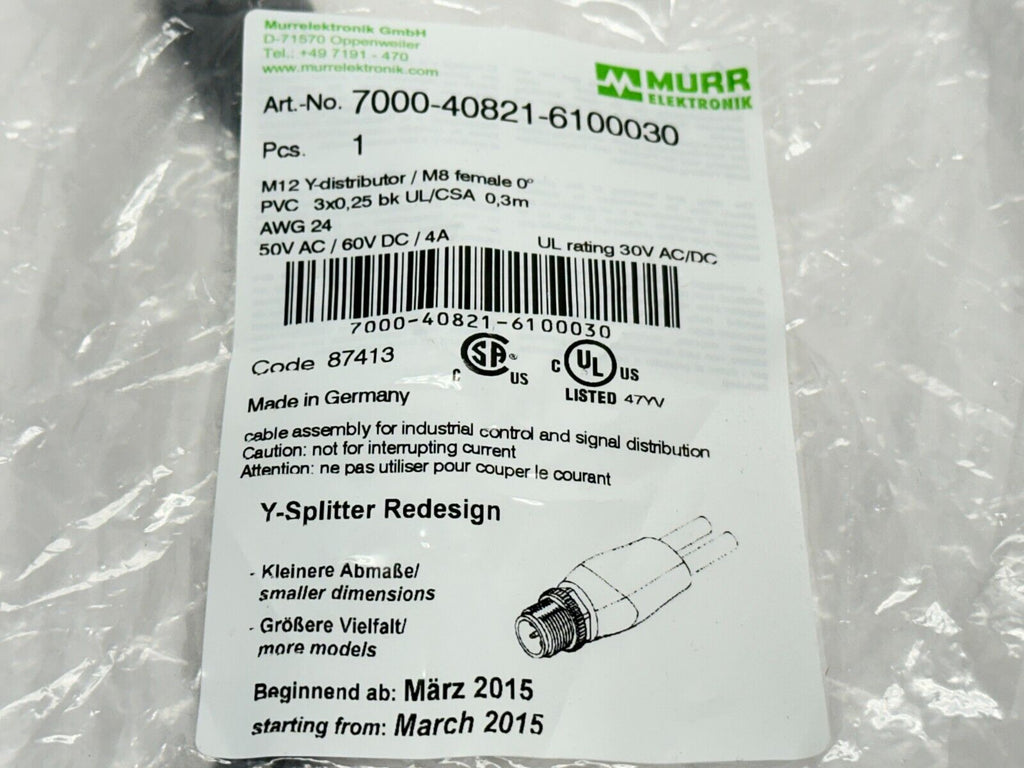 Murrelektronik GmbH
D-71570 Oppenweiler
Tel.: +49 7191 - 470
www.murrelektronik.com
MURR
ELEKTRONIK
Art.-No. 7000-40821-6100030
Pcs. 1
M12 Y-distributor / M8 female 0°
PVC 3x0,25 bk UL/CSA 0,3m
AWG 24
50V AC / 60V DC / 4A UL rating 30V AC/DC
7000-40821-6100030
Code 87413
C SA ® US
C UL US
LISTED 47YV
Made in Germany
cable assembly for industrial control and signal distribution
Caution: not for interrupting current
Attention: ne pas utiliser pour couper le courant
Y-Splitter Redesign
- Kleinere Abmaße/
smaller dimensions
- Größere Vielfalt/
more models
Beginnend ab: März 2015
starting from: March 2015